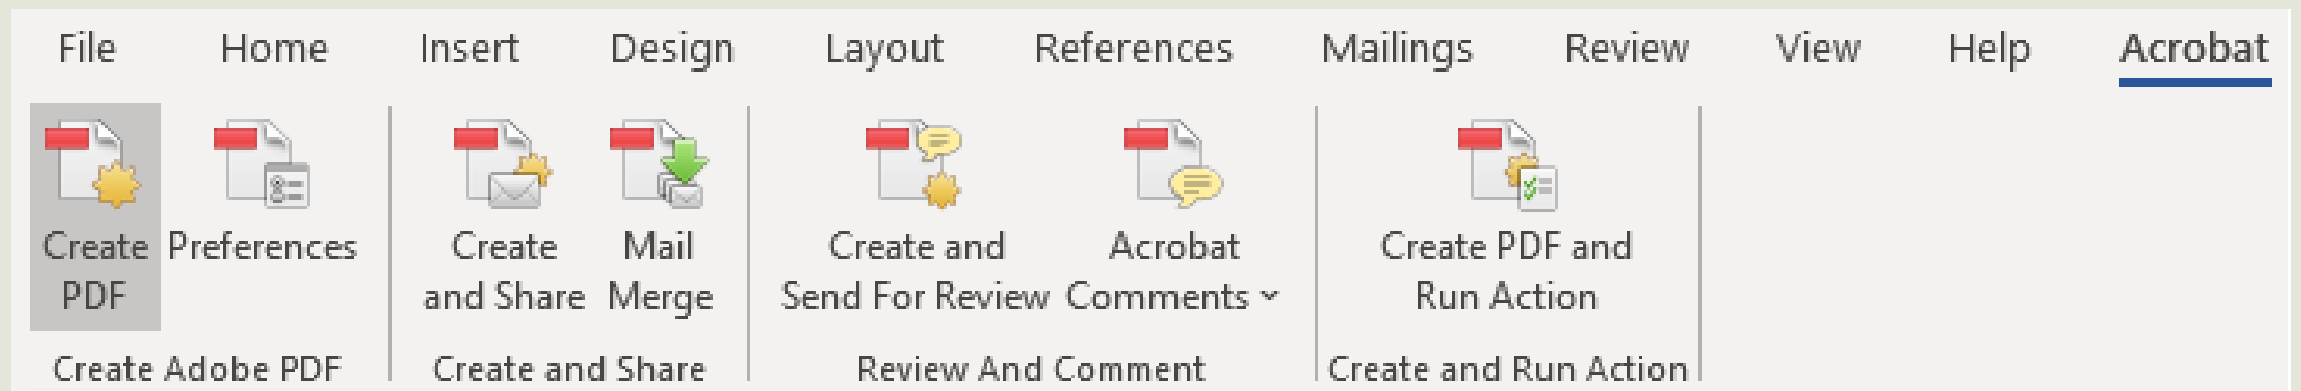 File Home Insert Design Layout References Mailings Review View Help Acrobat
Create Preferences Create Mail Create and Acrobat Create PDF and
PDF and Share Merge Send For Review Comments Run Action
Create Adobe PDF Create and Share Review And Comment Create and Run Action